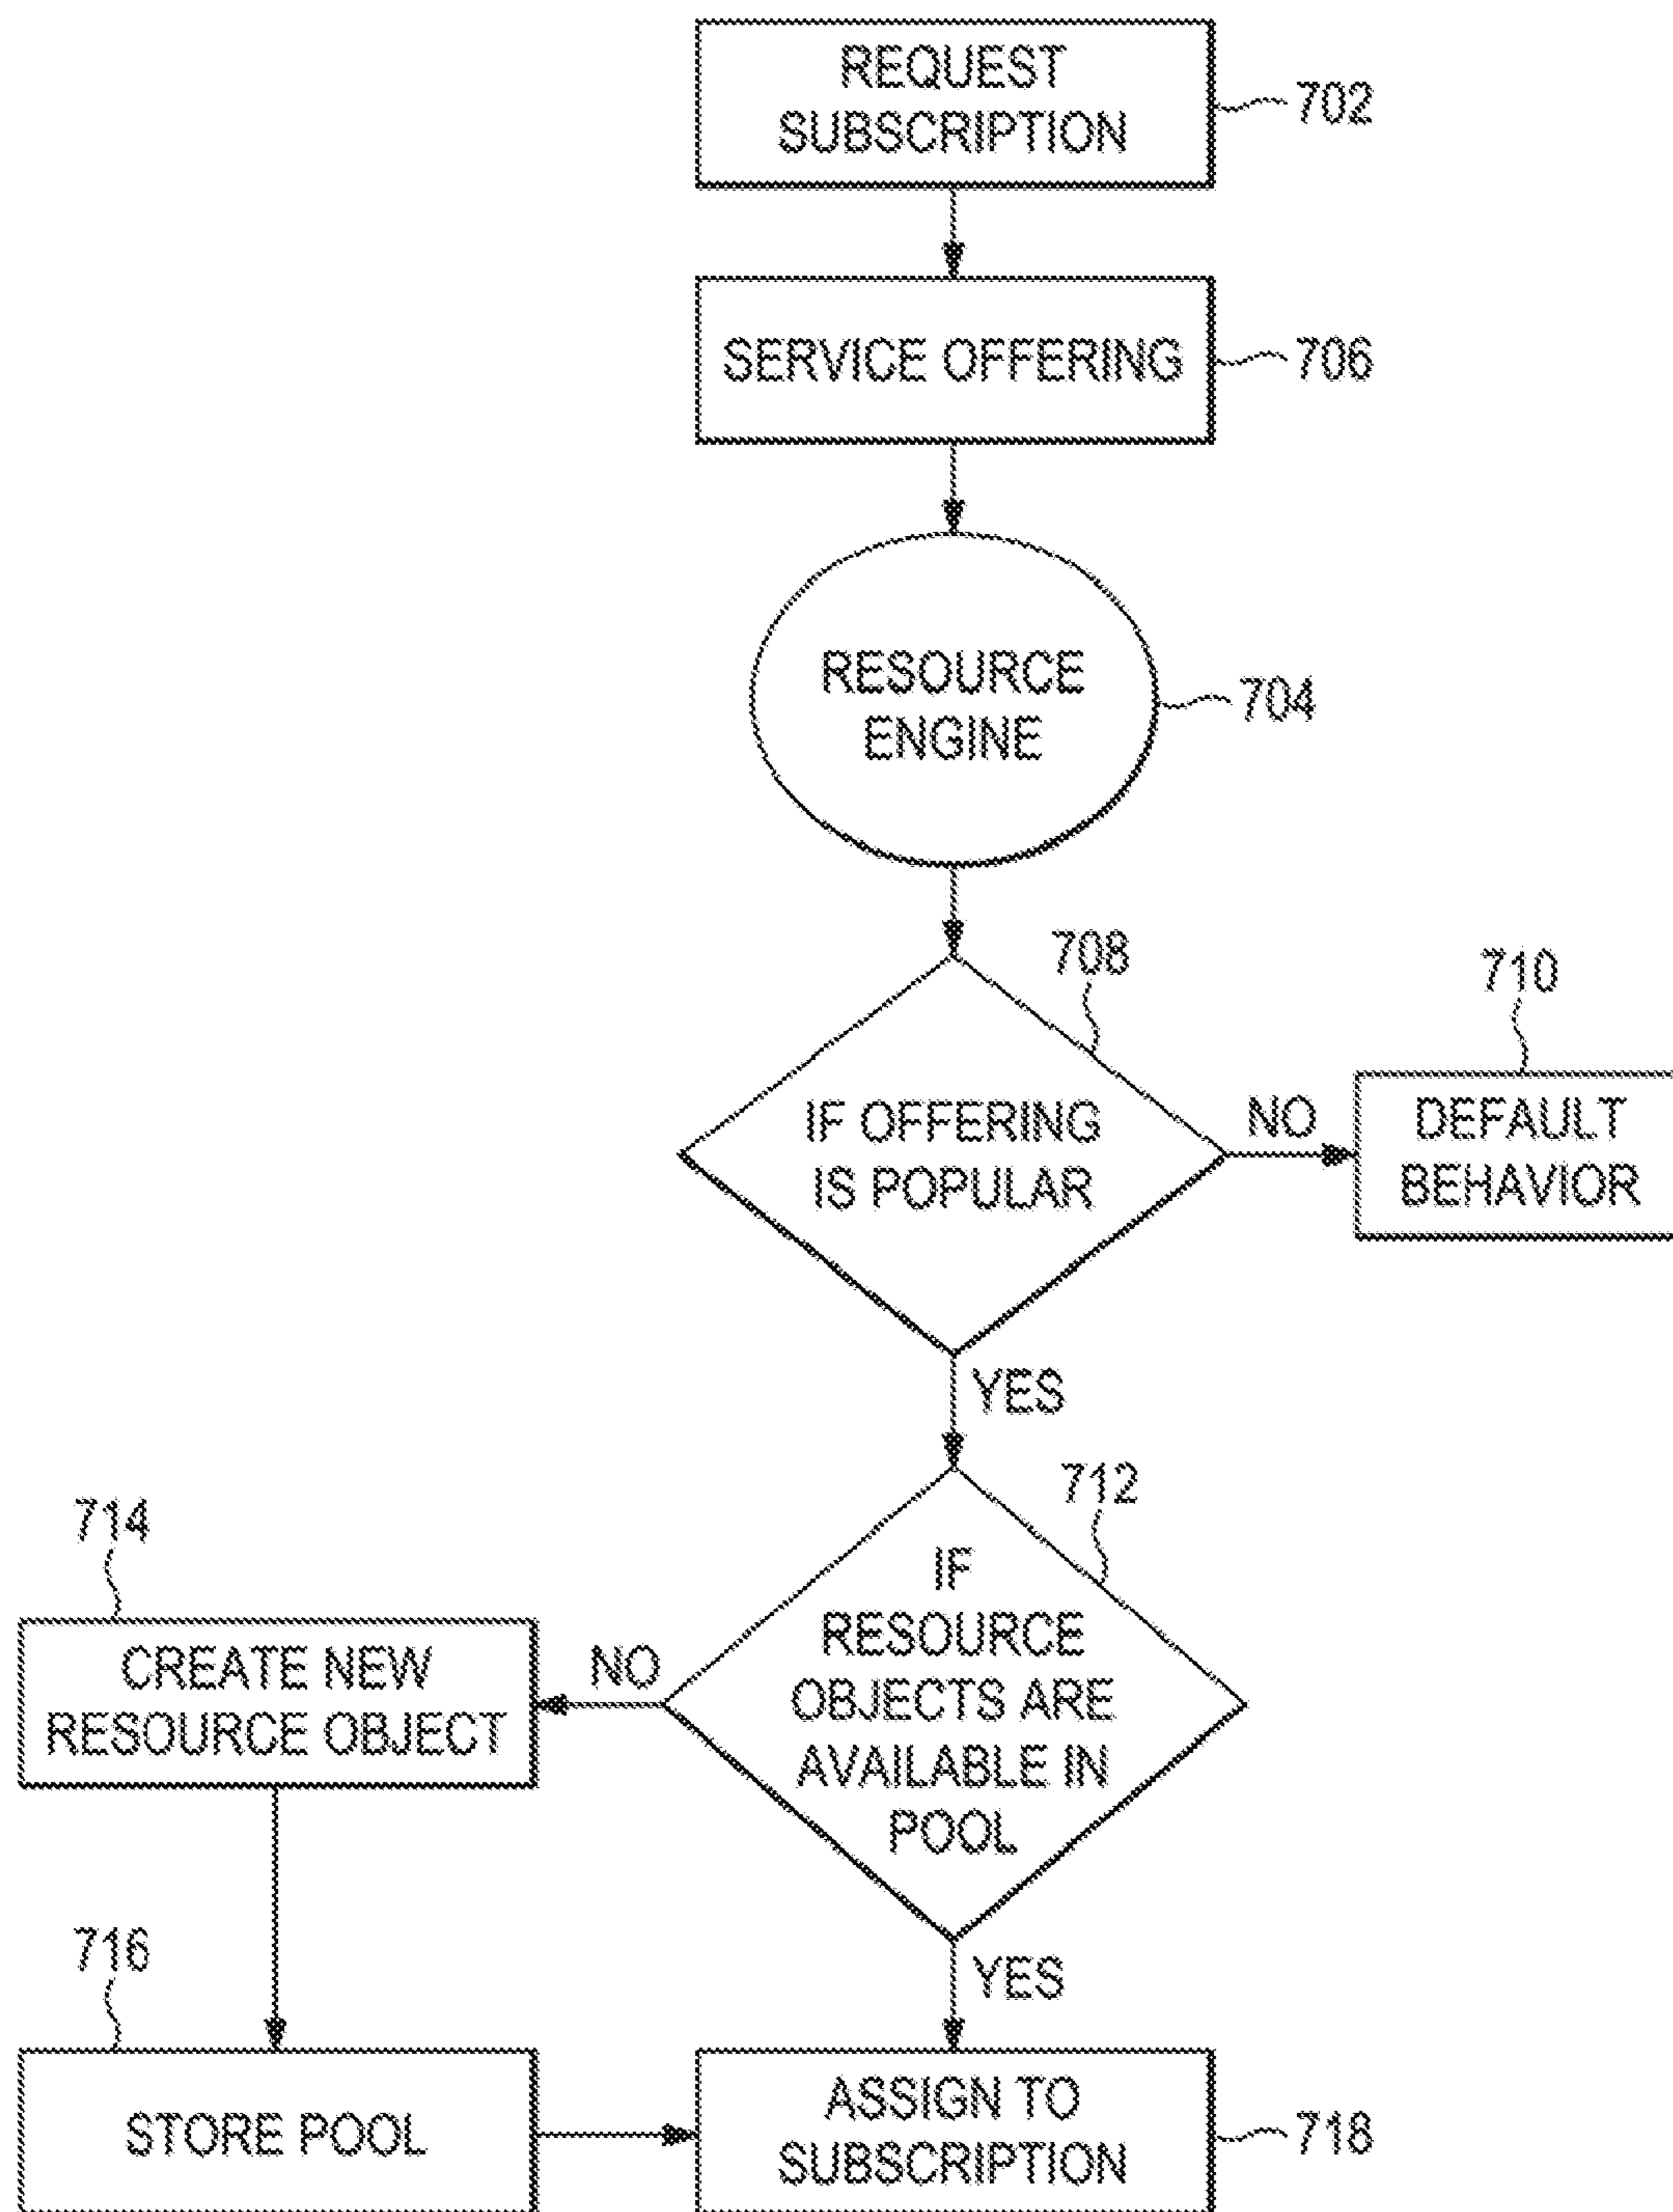 REQUEST
SUBSCRIPTION
702
SERVICE OFFERING
706
RESOURCE
ENGINE
704
708
IF OFFERING
IS POPULAR
NO
710
DEFAULT
BEHAVIOR
YES
712
IF
RESOURCE
OBJECTS ARE
AVAILABLE IN
POOL
NO
714
CREATE NEW
RESOURCE OBJECT
YES
716
STORE POOL
ASSIGN TO
SUBSCRIPTION
718